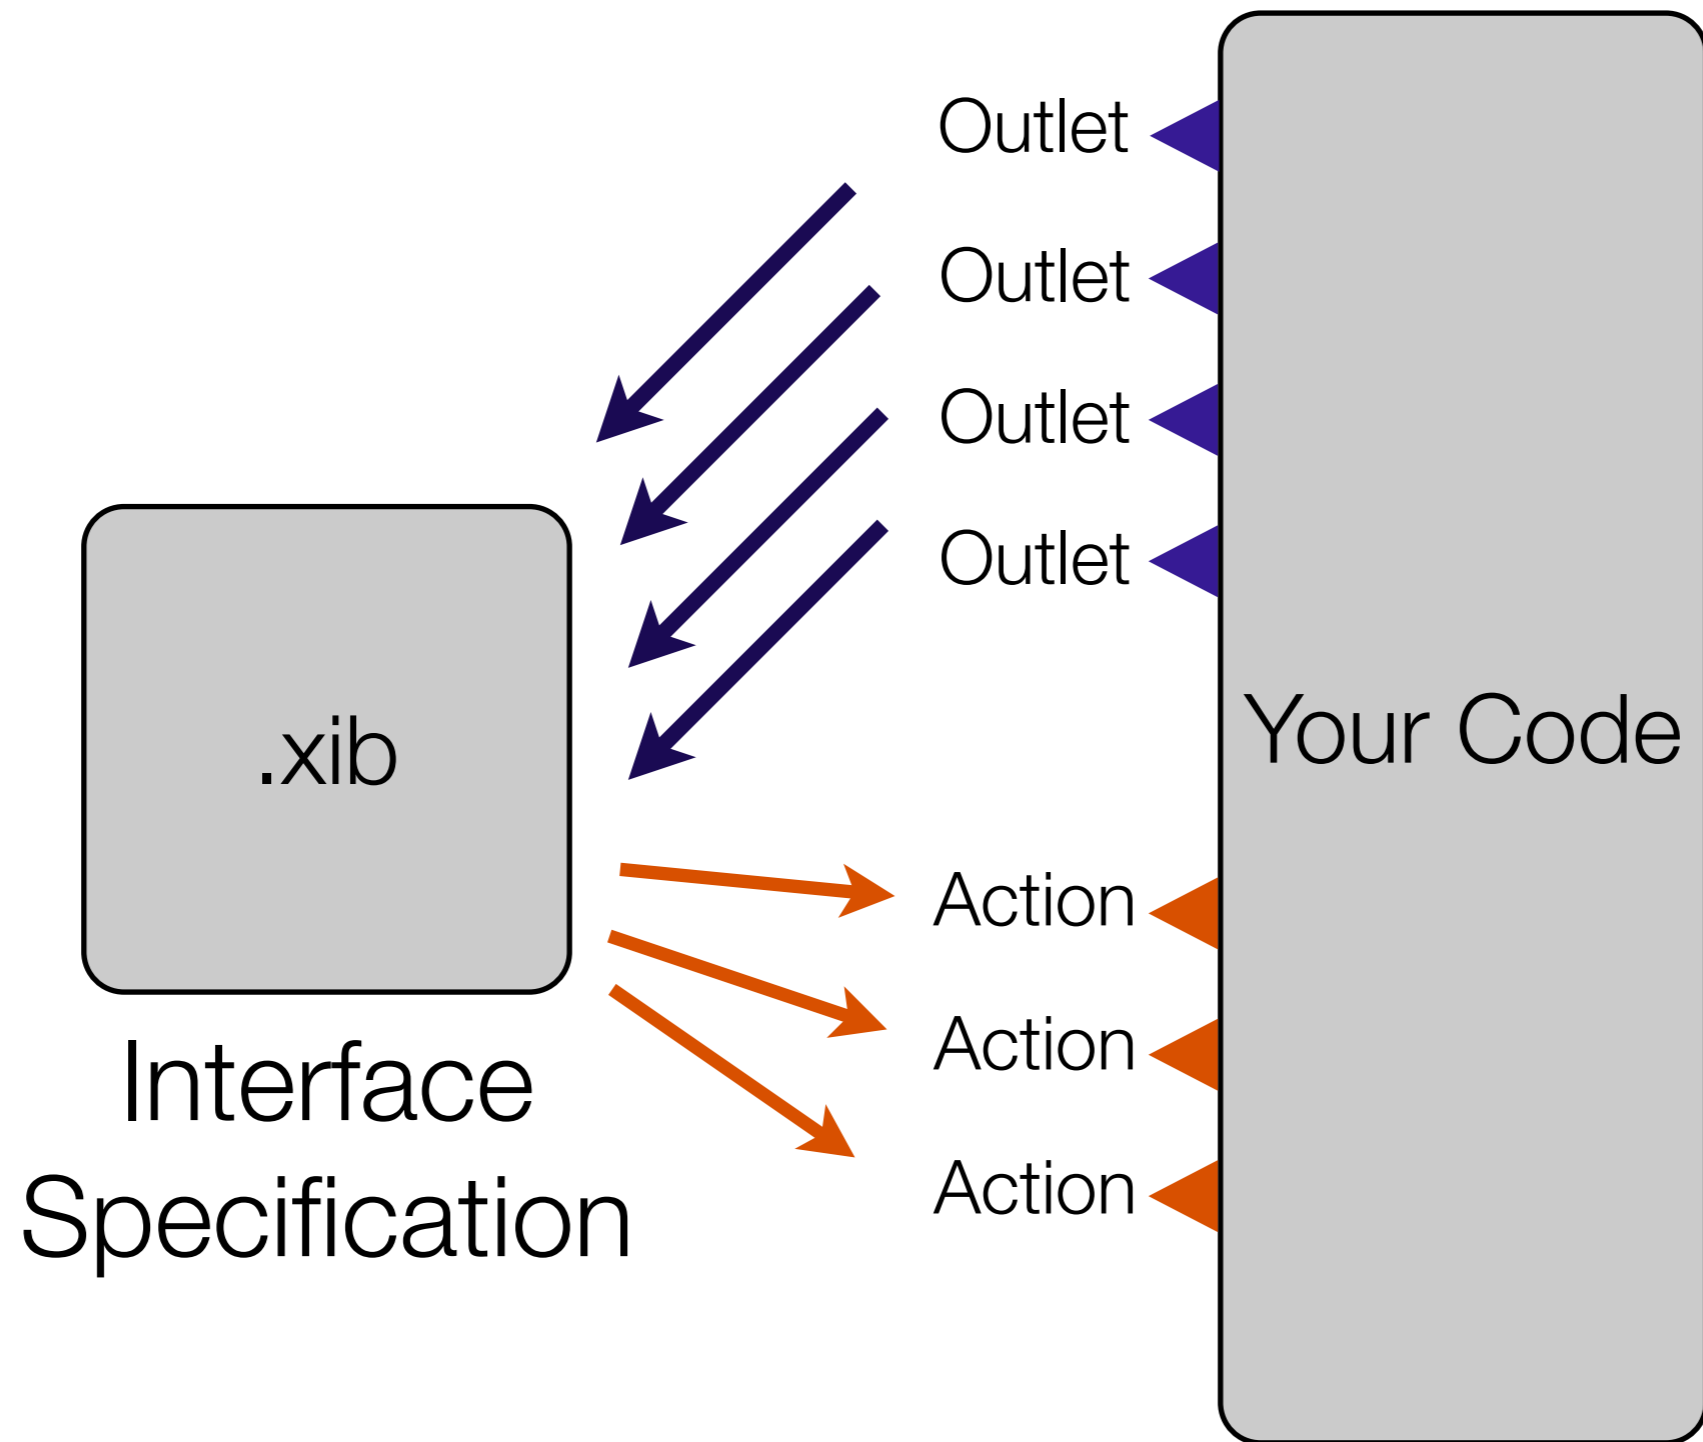 Outlet
Outlet
Outlet
Outlet
Your Code
.xib
Action
Action
Action
Interface
Specification